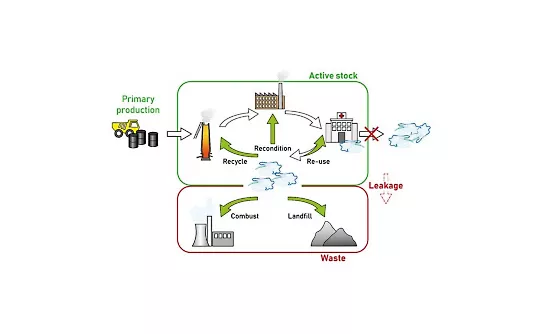 Active stock
Primary
production
Recondition
Recycle
Re-use
Leakage
Combust
Landfill
Waste